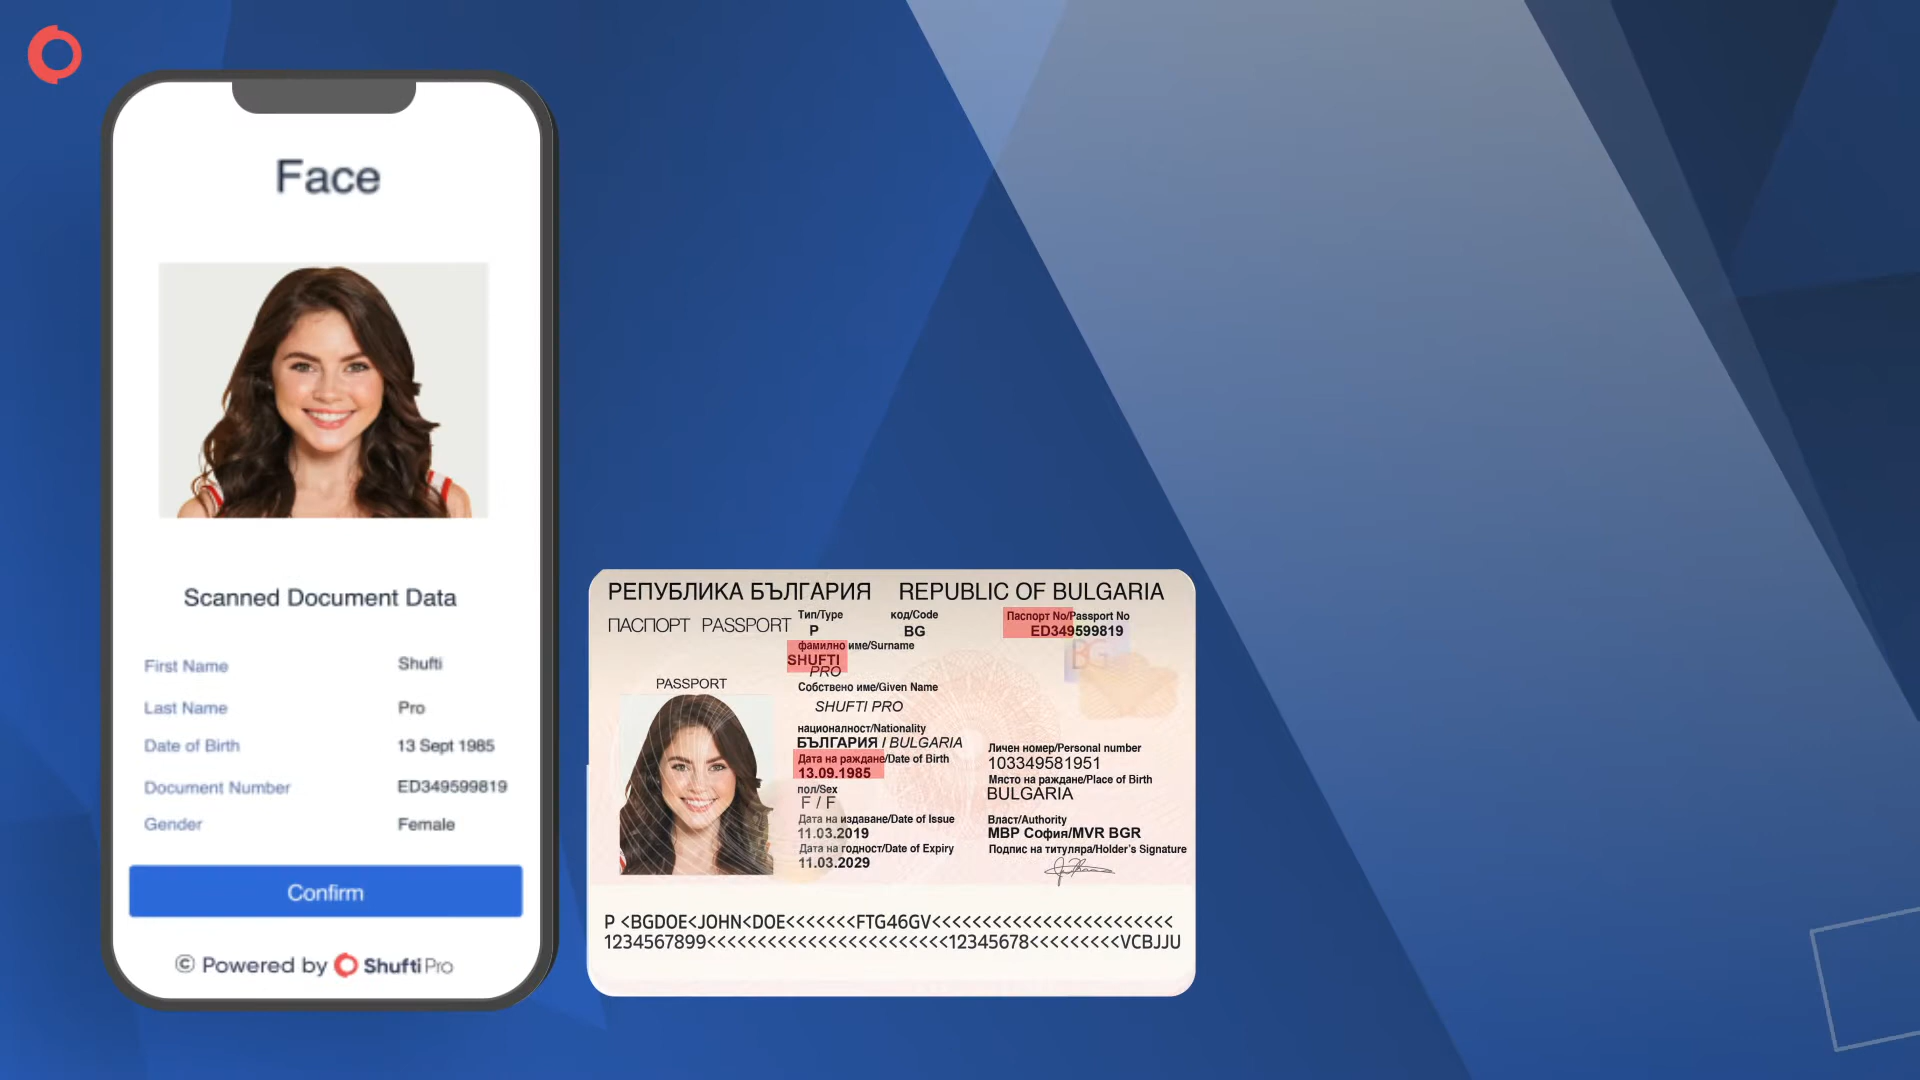 Face
Scanned Document Data
First Name Shufti
Last Name Pro
Date of Birth 13 Sept 1985
Document Number ED349599819
Gender Female
Confirm
© Powered by ShuftiPro
РЕПУБЛИКА БЪЛГАРИЯ REPUBLIC OF BULGARIA
ПАСПОРТ PASSPORT
Тип/Type код/Code Паспорт No/Passport No
P BG ED349599819
фамилно име/Surname
SHUFTI
PRO
PASSPORT
Собствено име/Given Name
SHUFTI PRO
националност/Nationality
БЪЛГАРИЯ / BULGARIA
Дата на раждане/Date of Birth
13.09.1985
пол/Sex
F / F
Дата на издаване/Date of Issue
11.03.2019
Дата на годност/Date of Expiry
11.03.2029
Личен номер/Personal number
103349581951
Място на раждане/Place of Birth
BULGARIA
Власт/Authority
МВР София/MVR BGR
Подпис на титуляра/Holder's Signature
BG
P <BGDOE<JOHN<DOE<<<<<<<FTG46GV<<<<<<<<<<<<<<<<<<<<<<<<
1234567899<<<<<<<<<<<<<<<<<<<<<<<<12345678<<<<<<<<<VCBJJU